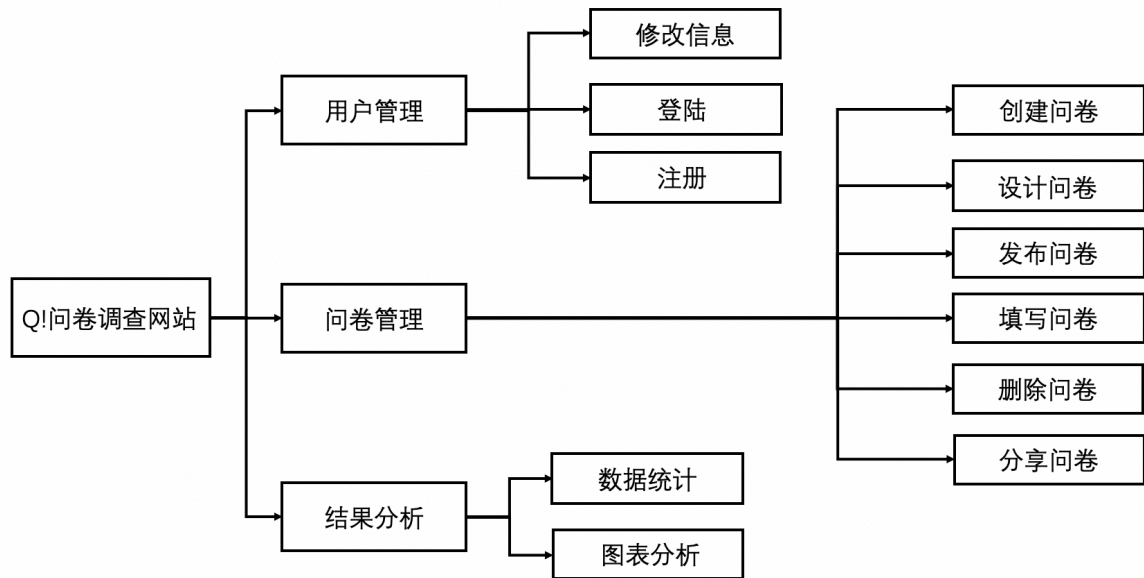 Q!问卷调查网站
用户管理
修改信息
登陆
注册
问卷管理
创建问卷
设计问卷
发布问卷
填写问卷
删除问卷
分享问卷
结果分析
数据统计
图表分析